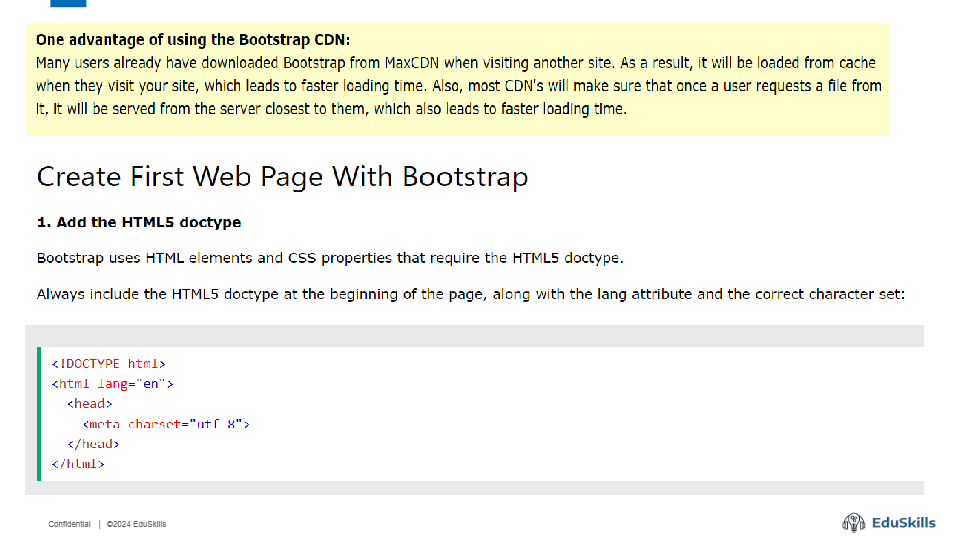 One advantage of using the Bootstrap CDN:
Many users already have downloaded Bootstrap from MaxCDN when visiting another site. As a result, it will be loaded from cache
when they visit your site, which leads to faster loading time. Also, most CDN's will make sure that once a user requests a file from
it, it will be served from the server closest to them, which also leads to faster loading time.
Create First Web Page With Bootstrap
1. Add the HTML5 doctype
Bootstrap uses HTML elements and CSS properties that require the HTML5 doctype.
Always include the HTML5 doctype at the beginning of the page, along with the lang attribute and the correct character set:
<!DOCTYPE html>
<html lang="en">
<head>
<meta charset="utf-8">
</head>
</html>
Confidential | ©2024 EduSkills
EduSkills